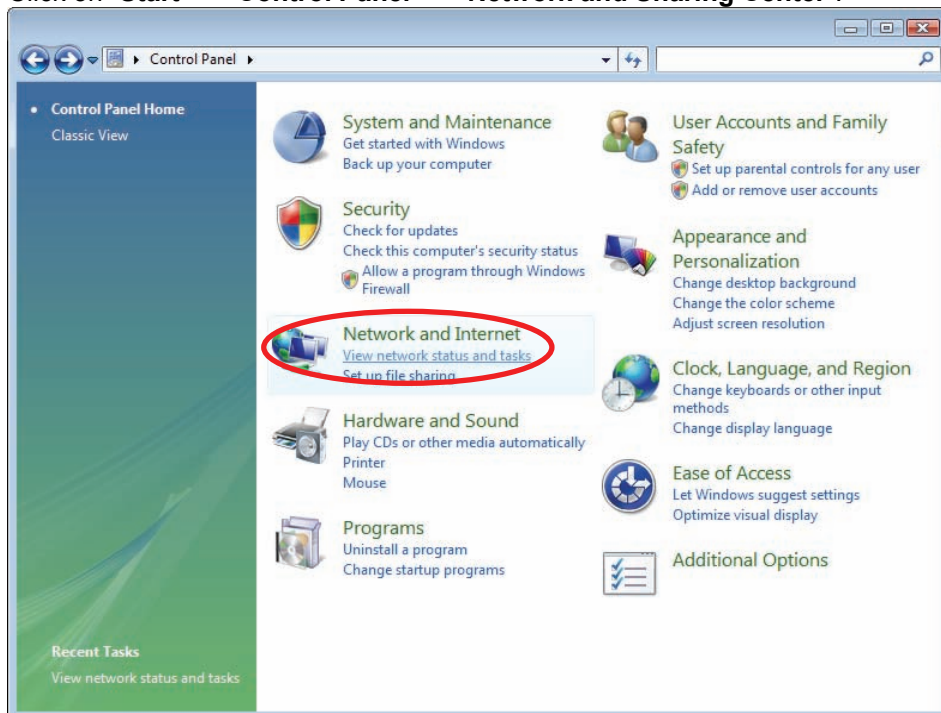 Control Panel
Control Panel Home
Classic View
System and Maintenance
Get started with Windows
Back up your computer
Security
Check for updates
Check this computer's security status
Allow a program through Windows
Firewall
Network and Internet
View network status and tasks
Set up file sharing
Hardware and Sound
Play CDs or other media automatically
Printer
Mouse
Programs
Uninstall a program
Change startup programs
User Accounts and Family
Safety
Set up parental controls for any user
Add or remove user accounts
Appearance and
Personalization
Change desktop background
Change the color scheme
Adjust screen resolution
Clock, Language, and Region
Change keyboards or other input
methods
Change display language
Ease of Access
Let Windows suggest settings
Optimize visual display
Additional Options
Recent Tasks
View network status and tasks